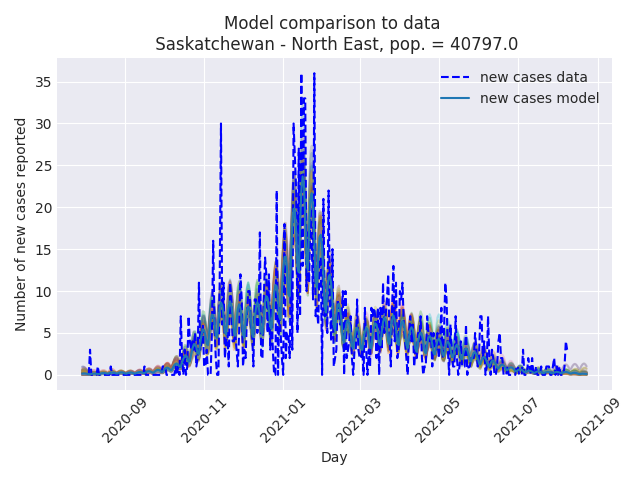 Model comparison to data
Saskatchewan - North East, pop. = 40797.0
new cases data
new cases model
Number of new cases reported
35
30
25
20
15
10
5
0
2020-09
2020-11
2021-01
2021-03
2021-05
2021-07
2021-09
Day